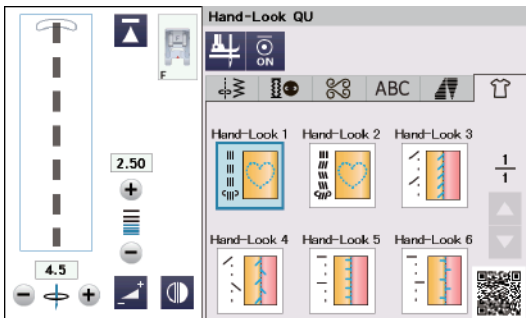 Hand-Look QU
F
ON
ABC
2.50
4.5
Hand-Look 1
Hand-Look 2
Hand-Look 3
1
1
Hand-Look 4
Hand-Look 5
Hand-Look 6